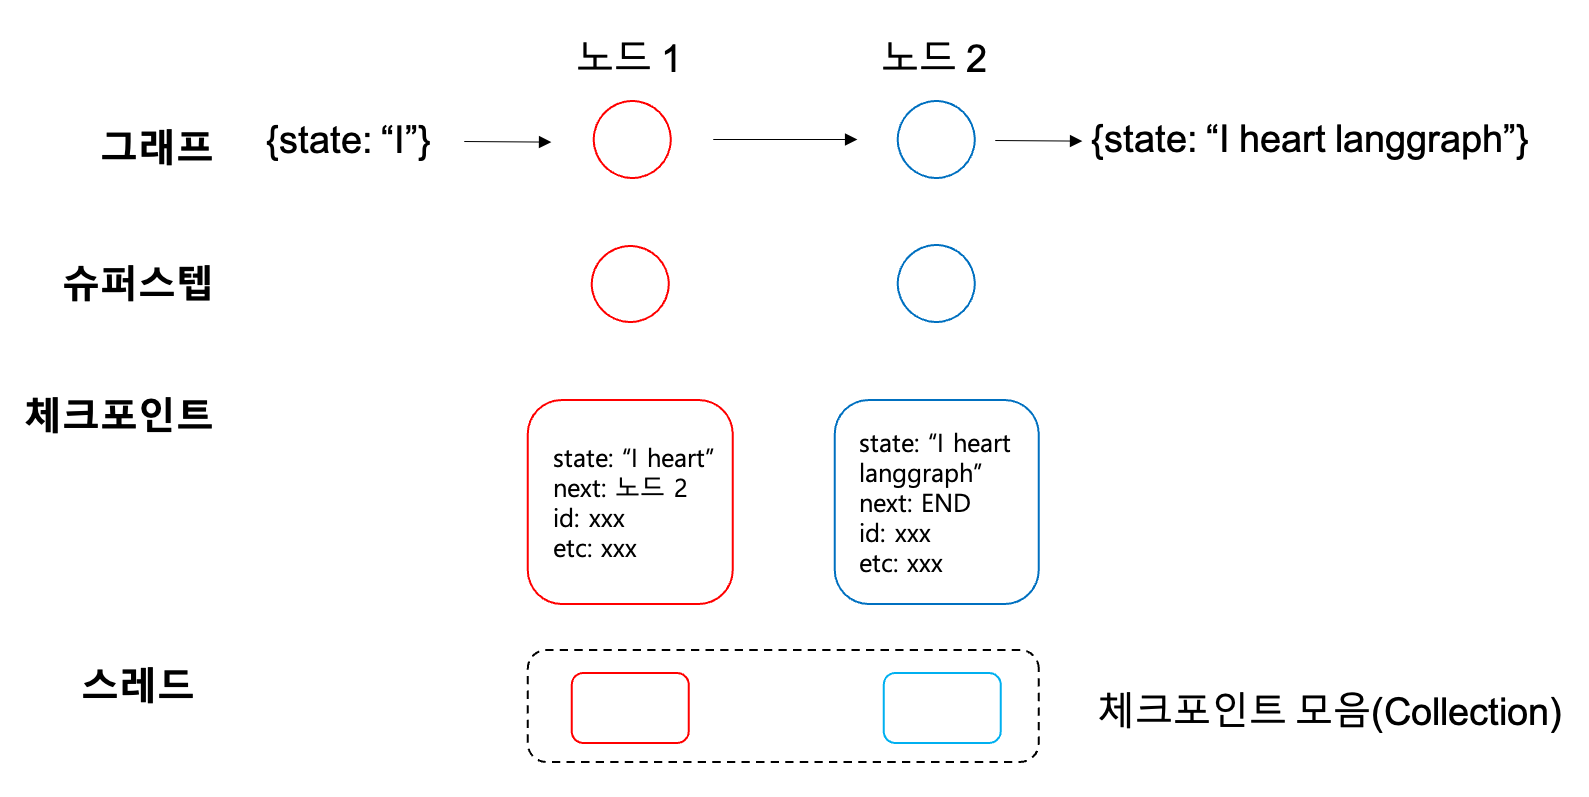 노드 1
노드 2
그래프
{state: “I”}
{state: “I heart langgraph”}
슈퍼스텝
체크포인트
state: “I heart”
next: 노드 2
id: xxx
etc: xxx
state: “I heart
langgraph”
next: END
id: xxx
etc: xxx
스레드
체크포인트 모음(Collection)